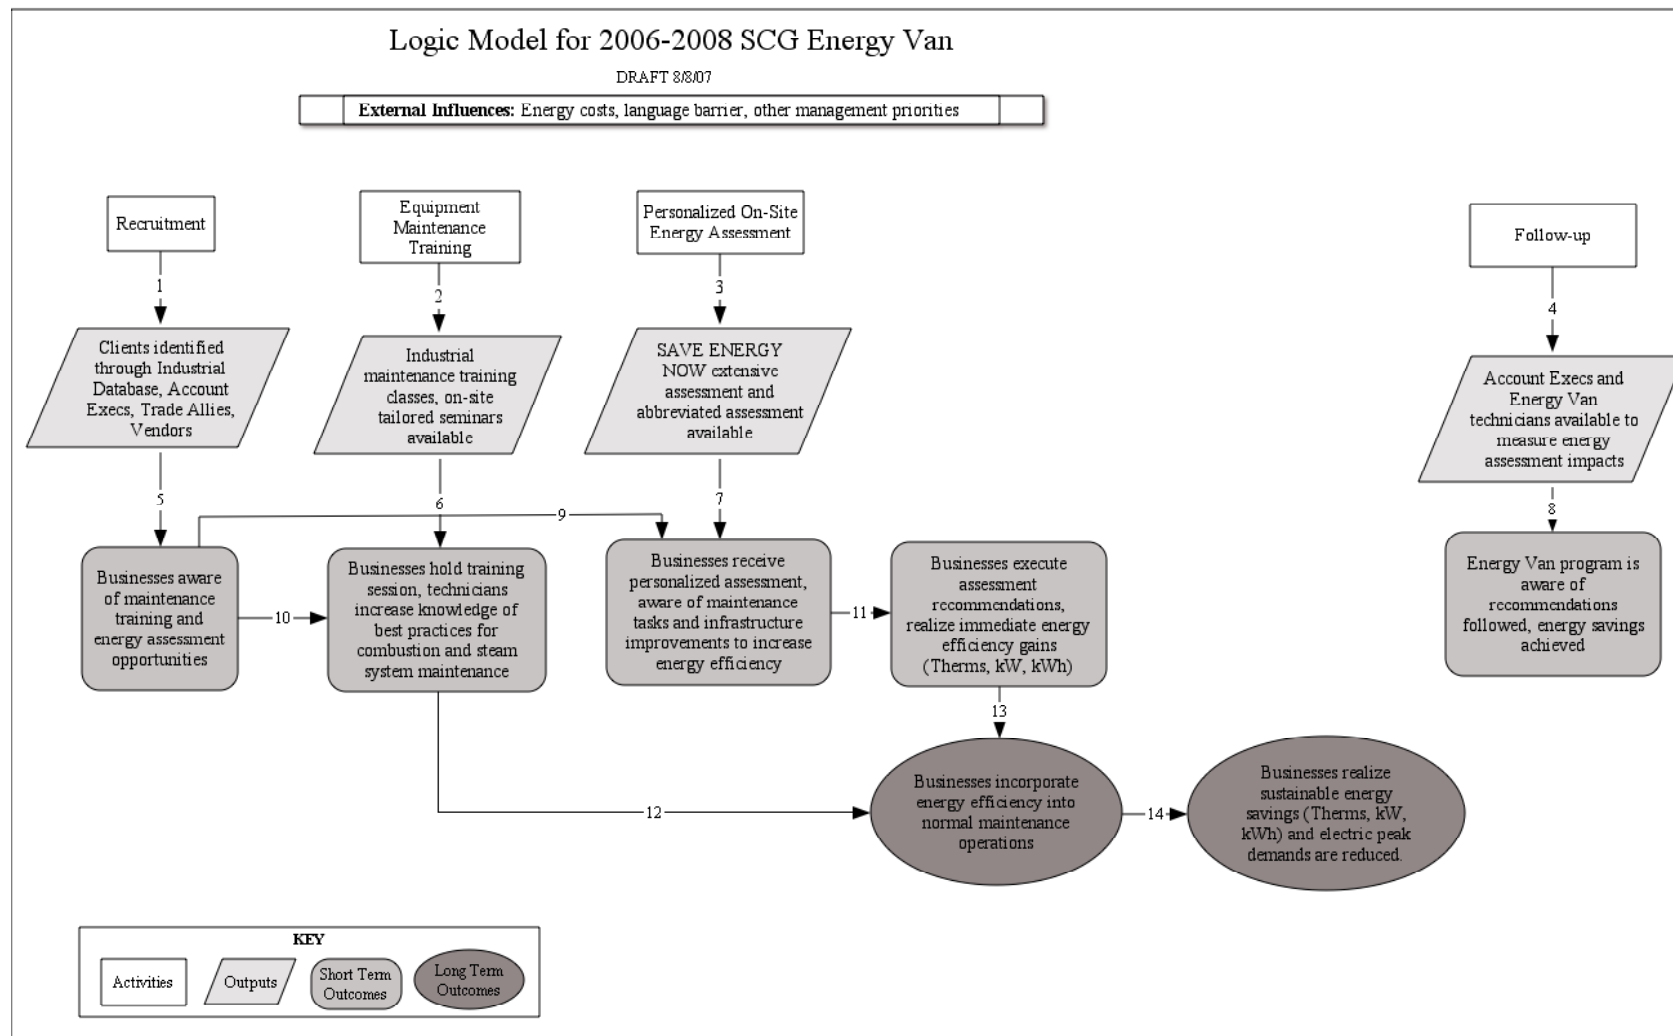 Logic Model for 2006-2008 SCG Energy Van
DRAFT 8/8/07
External Influences: Energy costs, language barrier, other management priorities
Recruitment
Equipment
Maintenance
Training
Personalized On-Site
Energy Assessment
Follow-up
1
2
3
4
Clients identified
through Industrial
Database, Account
Execs, Trade Allies,
Vendors
Industrial
maintenance training
classes, on-site
tailored seminars
available
SAVE ENERGY
NOW extensive
assessment and
abbreviated assessment
available
Account Execs and
Energy Van
technicians available to
measure energy
assessment impacts
5
6
7
8
9
Businesses aware
of maintenance
training and
energy assessment
opportunities
10
Businesses hold training
session, technicians
increase knowledge of
best practices for
combustion and steam
system maintenance
Businesses receive
personalized assessment,
aware of maintenance
tasks and infrastructure
improvements to increase
energy efficiency
11
Businesses execute
assessment
recommendations,
realize immediate energy
efficiency gains
(Therms, kW, kWh)
Energy Van program is
aware of
recommendations
followed, energy savings
achieved
13
12
Businesses incorporate
energy efficiency into
normal maintenance
operations
14
Businesses realize
sustainable energy
savings (Therms, kW,
kWh) and electric peak
demands are reduced.
KEY
Activities
Outputs
Short Term
Outcomes
Long Term
Outcomes